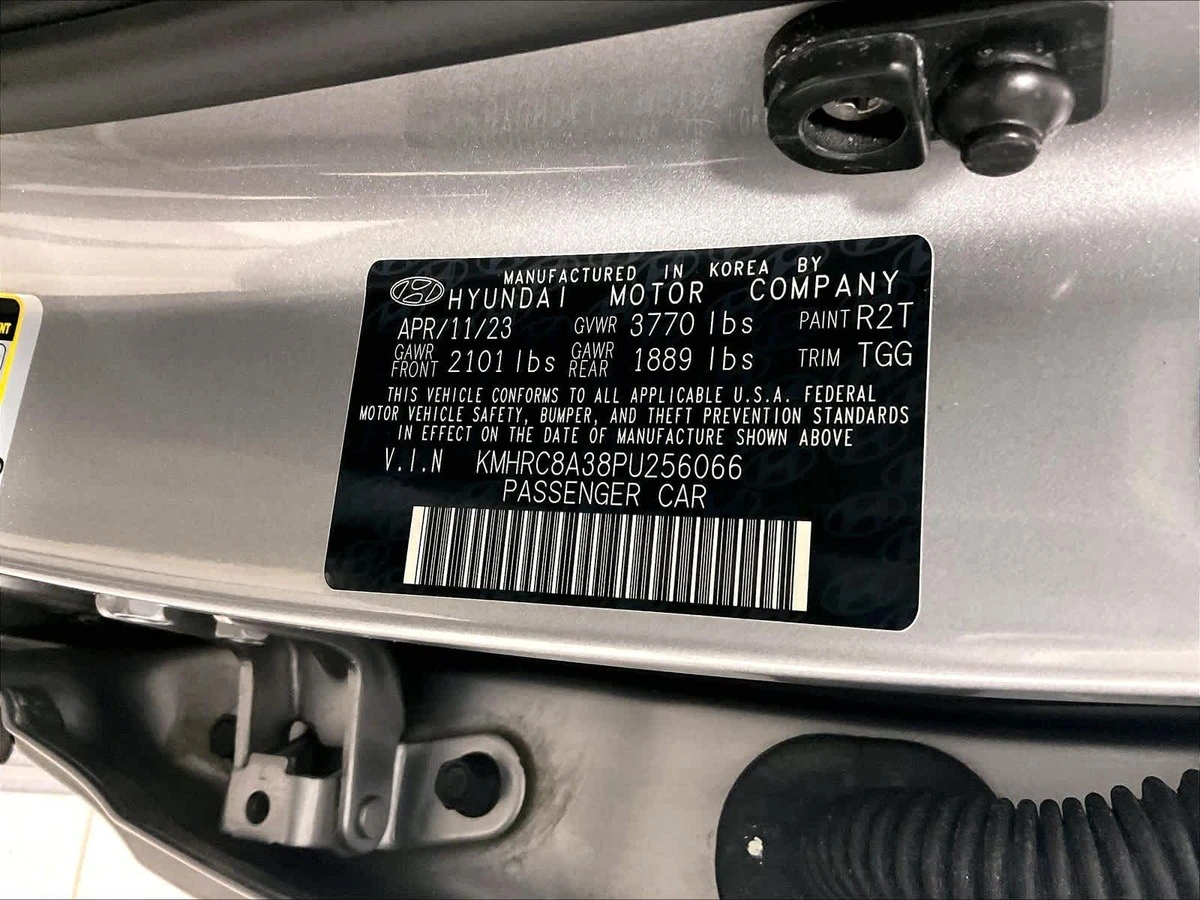 MANUFACTURED IN KOREA BY
HYUNDAI MOTOR COMPANY
APR/11/23 GVWR 3770 lbs PAINT R2T
GAWR FRONT 2101 lbs GAWR REAR 1889 lbs TRIM TGG
THIS VEHICLE CONFORMS TO ALL APPLICABLE U.S.A. FEDERAL
MOTOR VEHICLE SAFETY, BUMPER, AND THEFT PREVENTION STANDARDS
IN EFFECT ON THE DATE OF MANUFACTURE SHOWN ABOVE
V.I.N KMHRC8A38PU256066
PASSENGER CAR